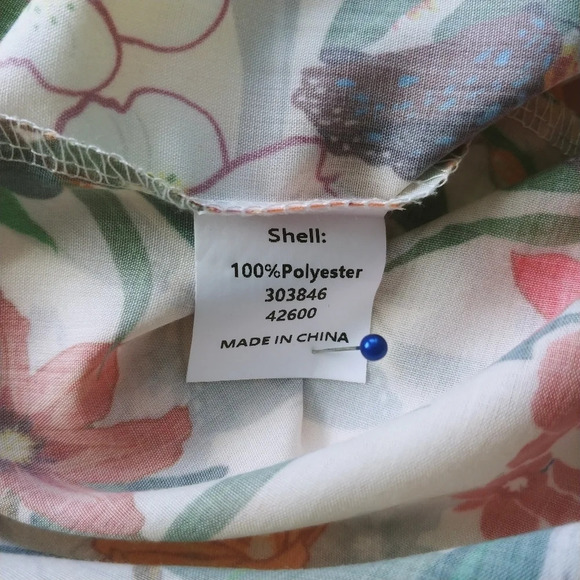 Shell:
100%Polyester
303846
42600
MADE IN CHINA